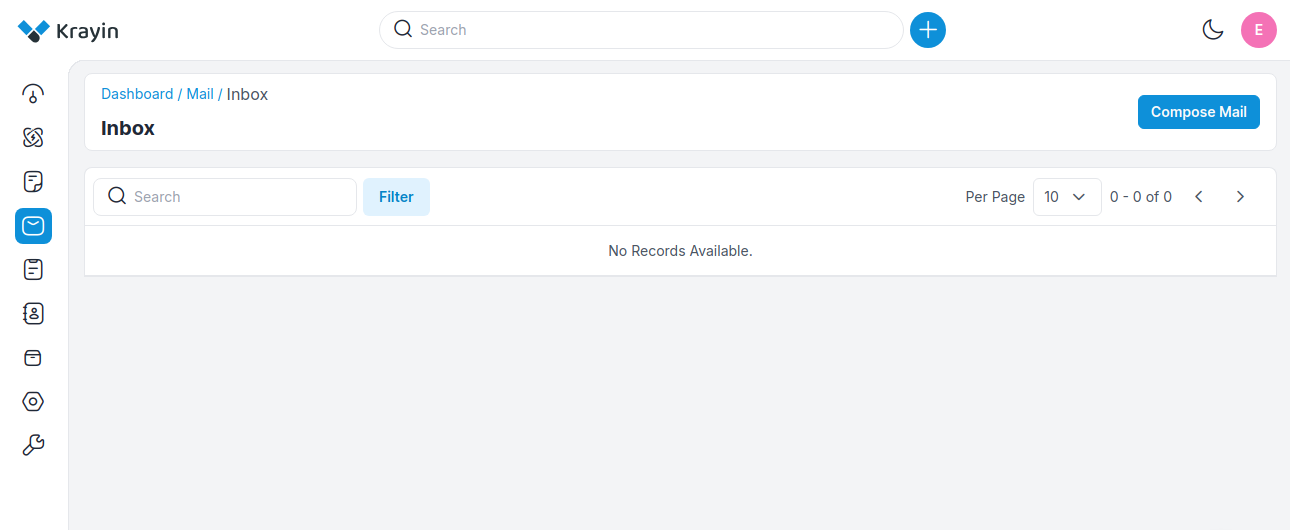 Krayin
Search
E
Dashboard / Mail / Inbox
Inbox
Compose Mail
Search
Filter
Per Page
10
0 - 0 of 0
No Records Available.